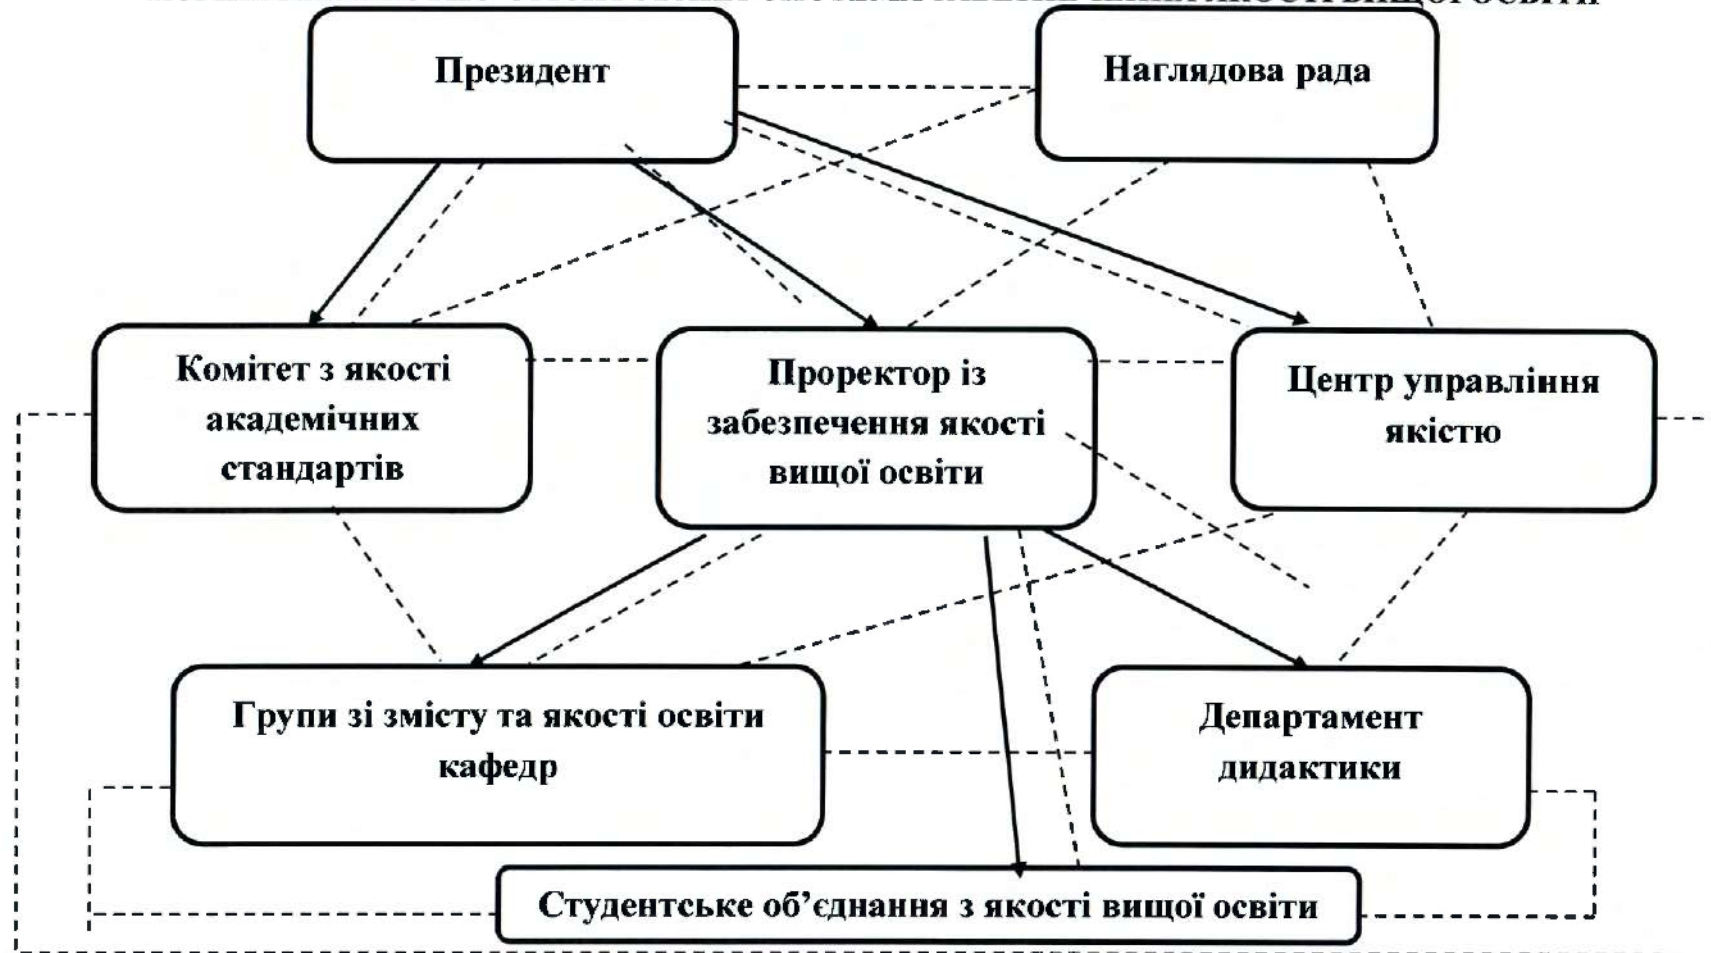 Президент
Наглядова рада
Комітет з якості
академічних
стандартів
Проректор із
забезпечення якості
вищої освіти
Центр управління
якістю
Групи зі змісту та якості освіти
кафедр
Департамент
дидактики
Студентське об’єднання з якості вищої освіти